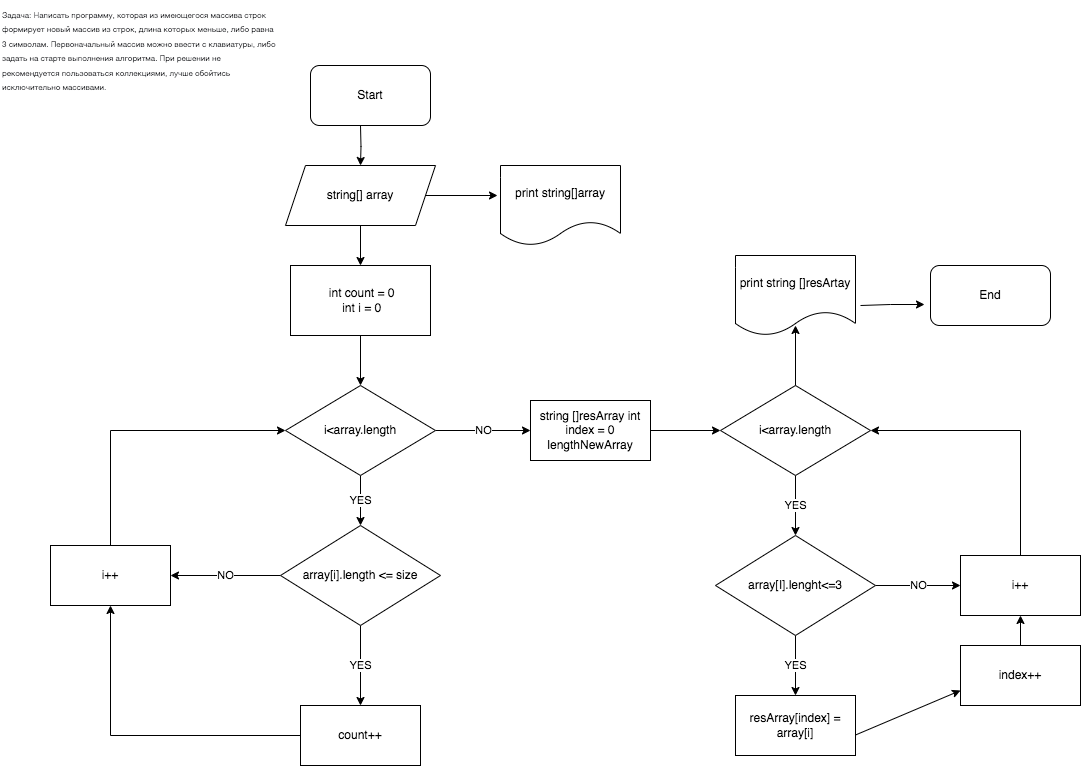 Задача: Написать программу, которая из имеющегося массива строк
формирует новый массив из строк, длина которых меньше, либо равна
3 символам. Первоначальный массив можно ввести с клавиатуры, либо
задать на старте выполнения алгоритма. При решении не
рекомендуется пользоваться коллекциями, лучше обойтись
исключительно массивами.
Start
string[] array
print string[]array
int count = 0
int i = 0
print string []resArtay
End
i<array.length
NO
string []resArray int
index = 0
lengthNewArray
i<array.length
YES
YES
i++
NO
array[i].length <= size
array[I].lenght<=3
NO
i++
YES
YES
index++
count++
resArray[index] =
array[i]